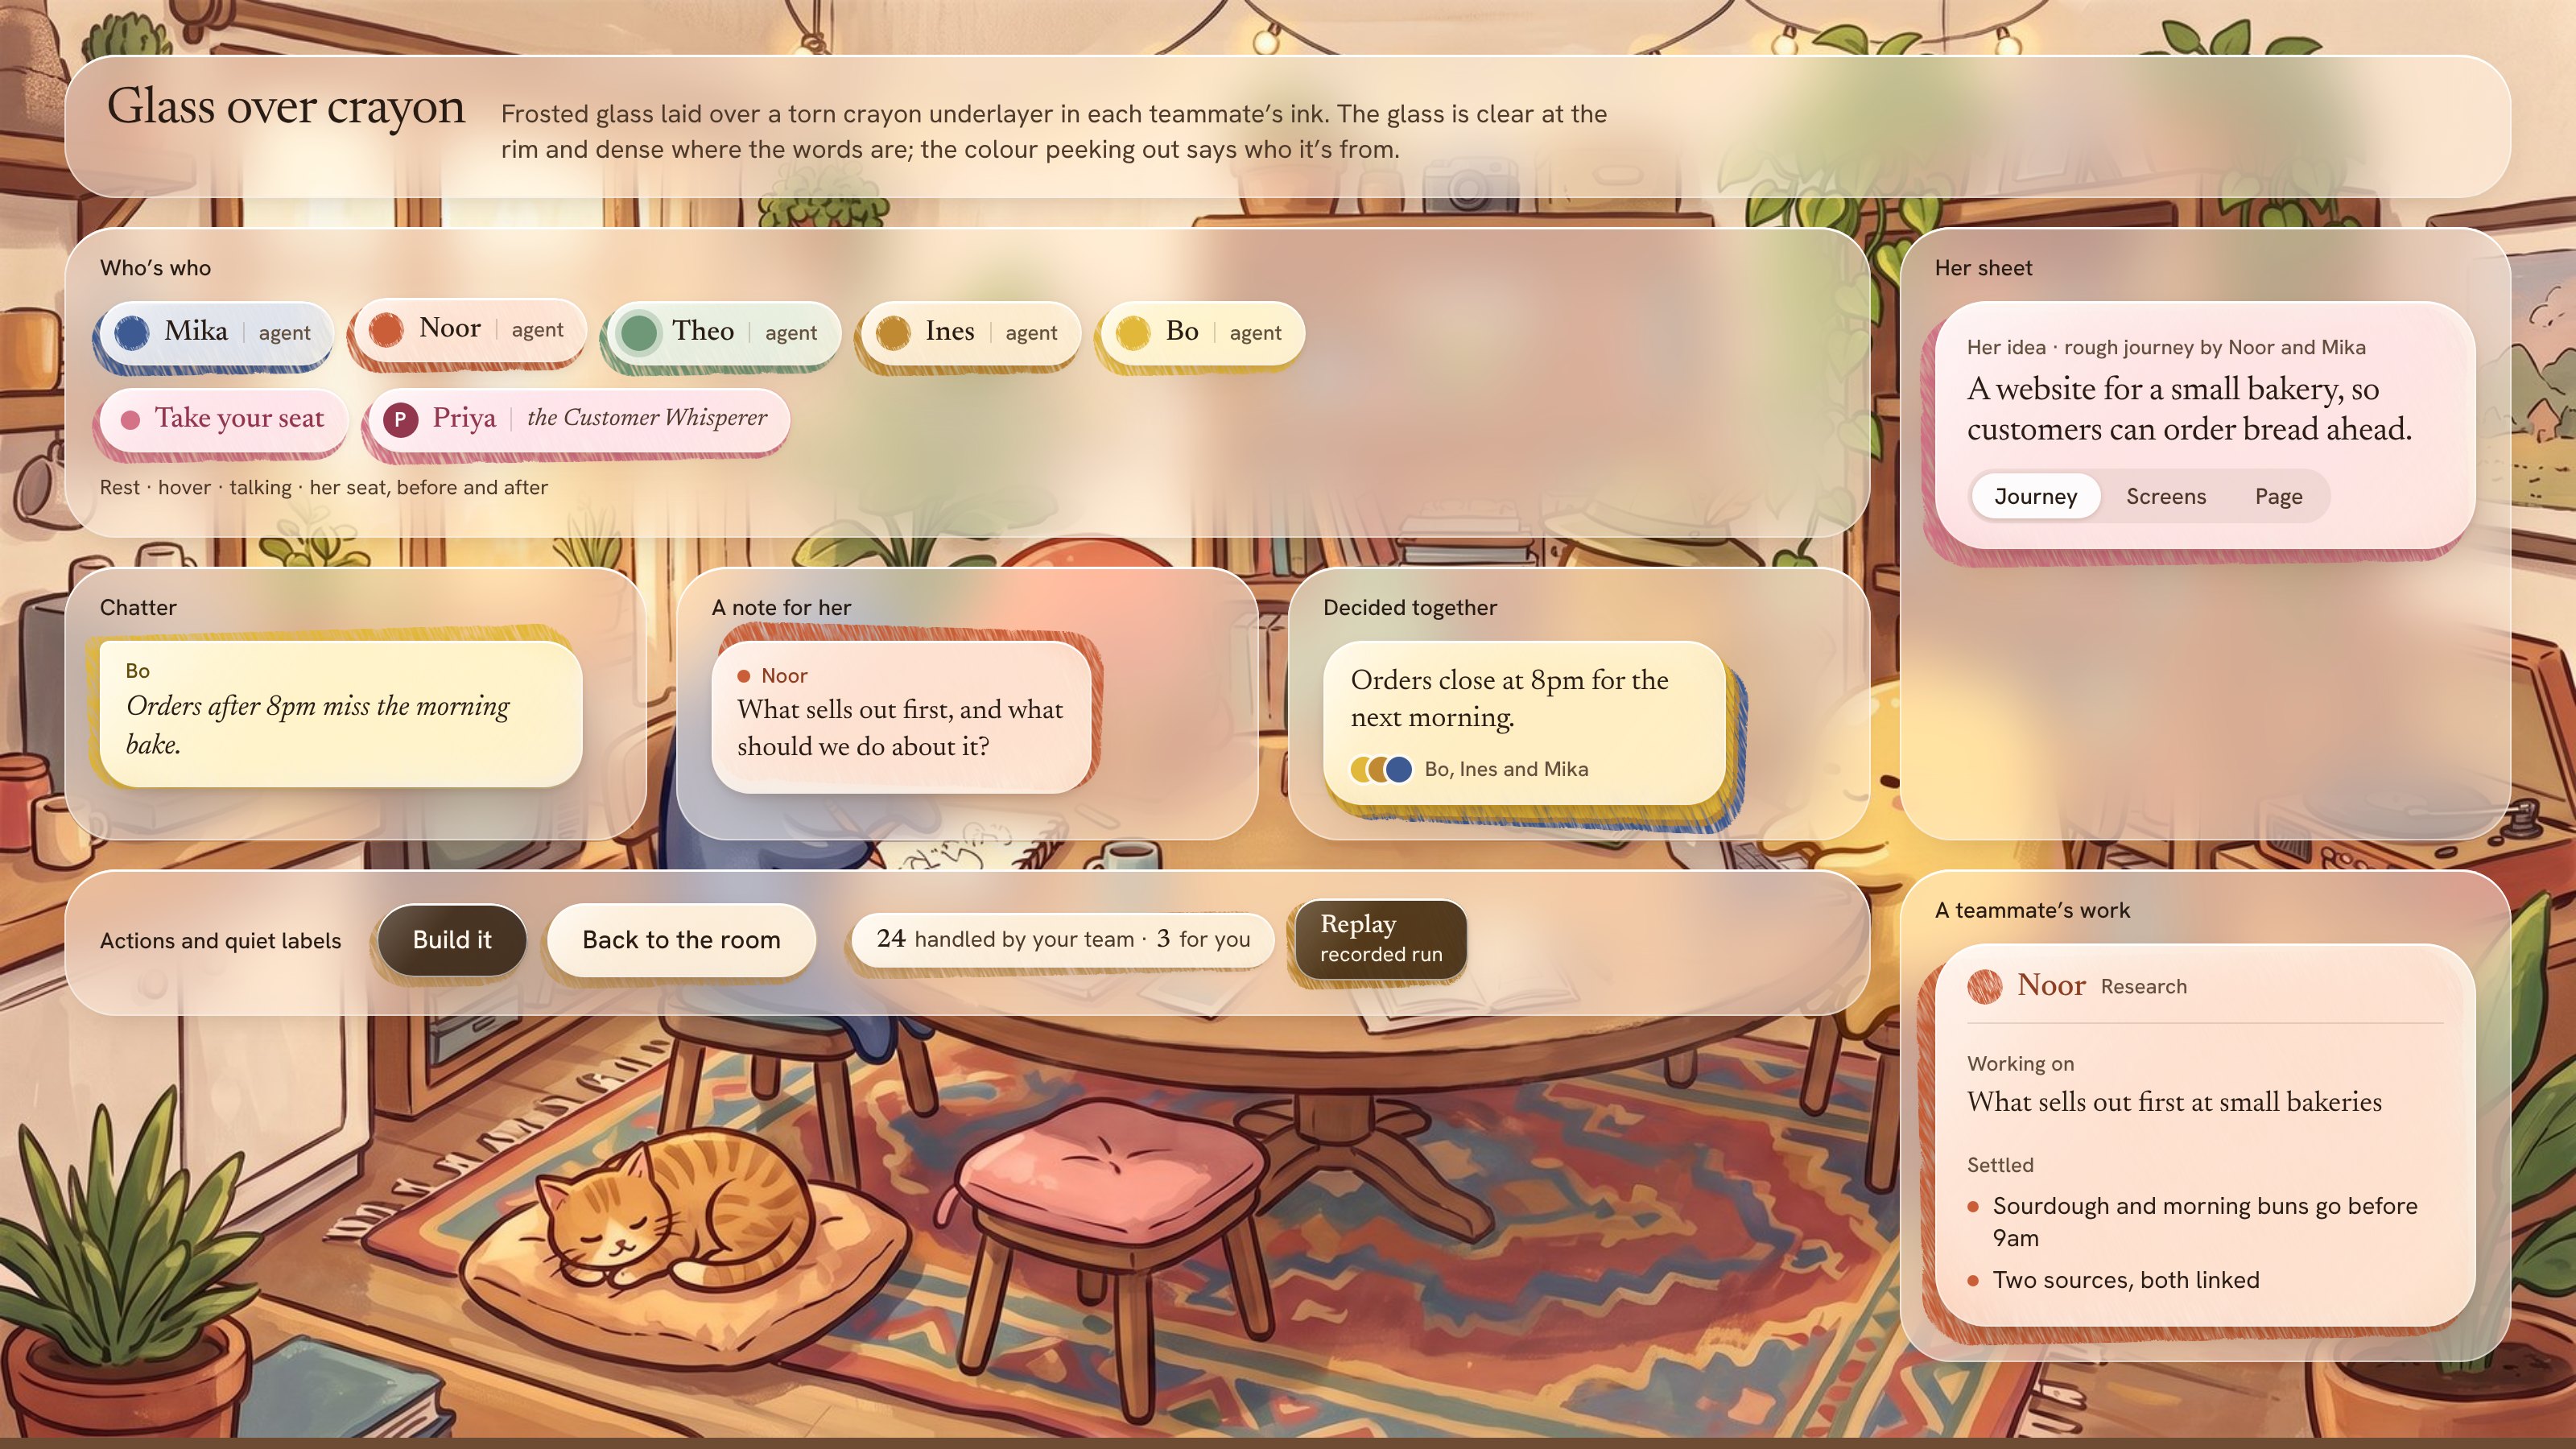 Glass over crayon
Frosted glass laid over a torn crayon underlayer in each teammate’s ink. The glass is clear at the
rim and dense where the words are; the colour peeking out says who it’s from.
Who’s who
Mika | agent
Noor | agent
Theo | agent
Ines | agent
Bo | agent
Take your seat
P Priya | the Customer Whisperer
Rest · hover · talking · her seat, before and after
Her sheet
Her idea · rough journey by Noor and Mika
A website for a small bakery, so
customers can order bread ahead.
Journey Screens Page
Chatter
Bo
Orders after 8pm miss the morning
bake.
A note for her
Noor
What sells out first, and what
should we do about it?
Decided together
Orders close at 8pm for the
next morning.
Bo, Ines and Mika
Actions and quiet labels
Build it
Back to the room
24 handled by your team · 3 for you
Replay
recorded run
A teammate’s work
Noor Research
Working on
What sells out first at small bakeries
Settled
Sourdough and morning buns go before
9am
Two sources, both linked